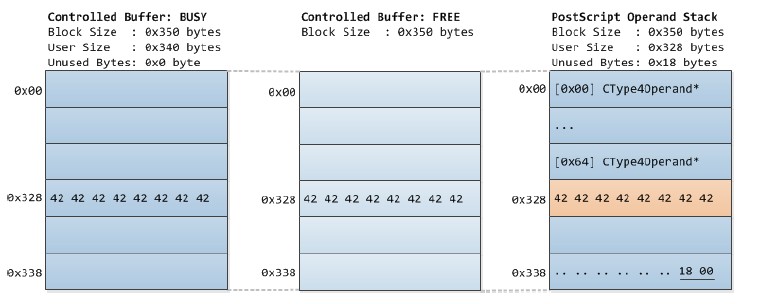 Controlled Buffer: BUSY
Block Size : 0x350 bytes
User Size : 0x340 bytes
Unused Bytes: 0x0 byte
0x00
0x328
42 42 42 42 42 42 42 42
0x338
Controlled Buffer: FREE
Block Size : 0x350 bytes
0x00
0x328
42 42 42 42 42 42 42 42
0x338
PostScript Operand Stack
Block Size : 0x350 bytes
User Size : 0x328 bytes
Unused Bytes: 0x18 bytes
0x00
[0x00] CType4Operand*
...
[0x64] CType4Operand*
0x328
42 42 42 42 42 42 42 42
0x338
.. .. .. .. .. .. 18 00